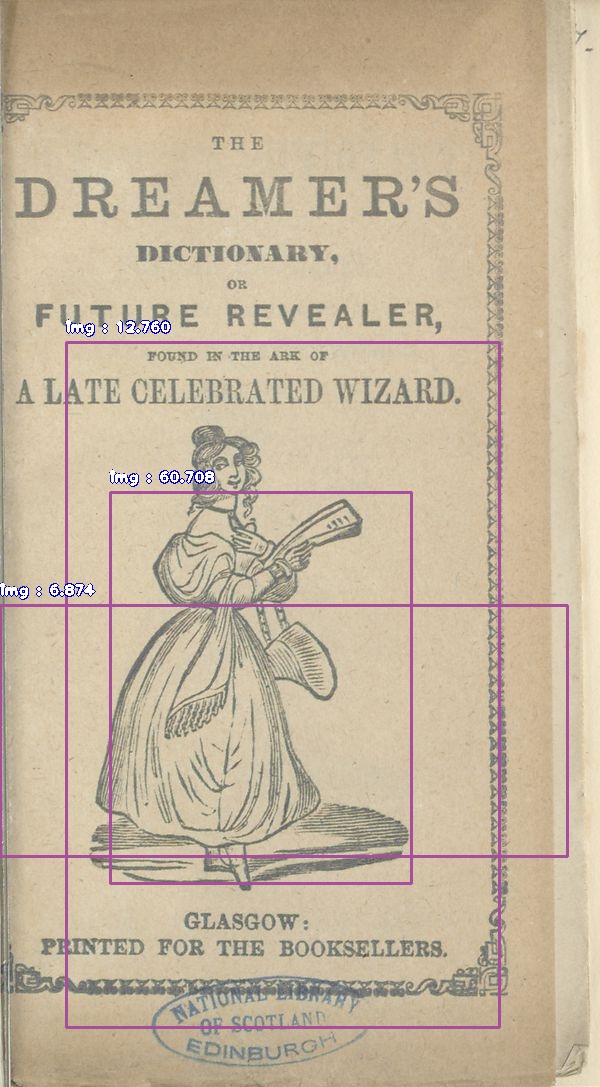 THE
DREAMER'S
DICTIONARY,
OR
FUTURE REVEALER,
img : 12.760
FOUND IN THE ARK OF
A LATE CELEBRATED WIZARD.
img : 60.708
img : 6.874
GLASGOW:
PRINTED FOR THE BOOKSELLERS.
NATIONAL LIBRARY
OF SCOTLAND
EDINBURGH